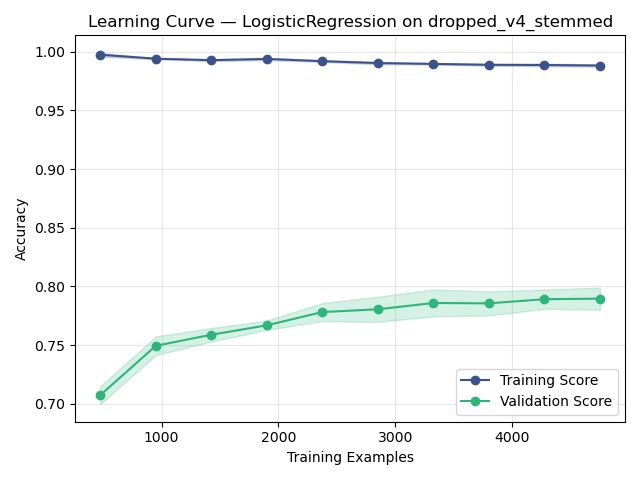 Learning Curve — LogisticRegression on dropped_v4_stemmed
1.00
0.95
0.90
0.85
0.80
0.75
0.70
Accuracy
1000
2000
3000
4000
Training Examples
Training Score
Validation Score